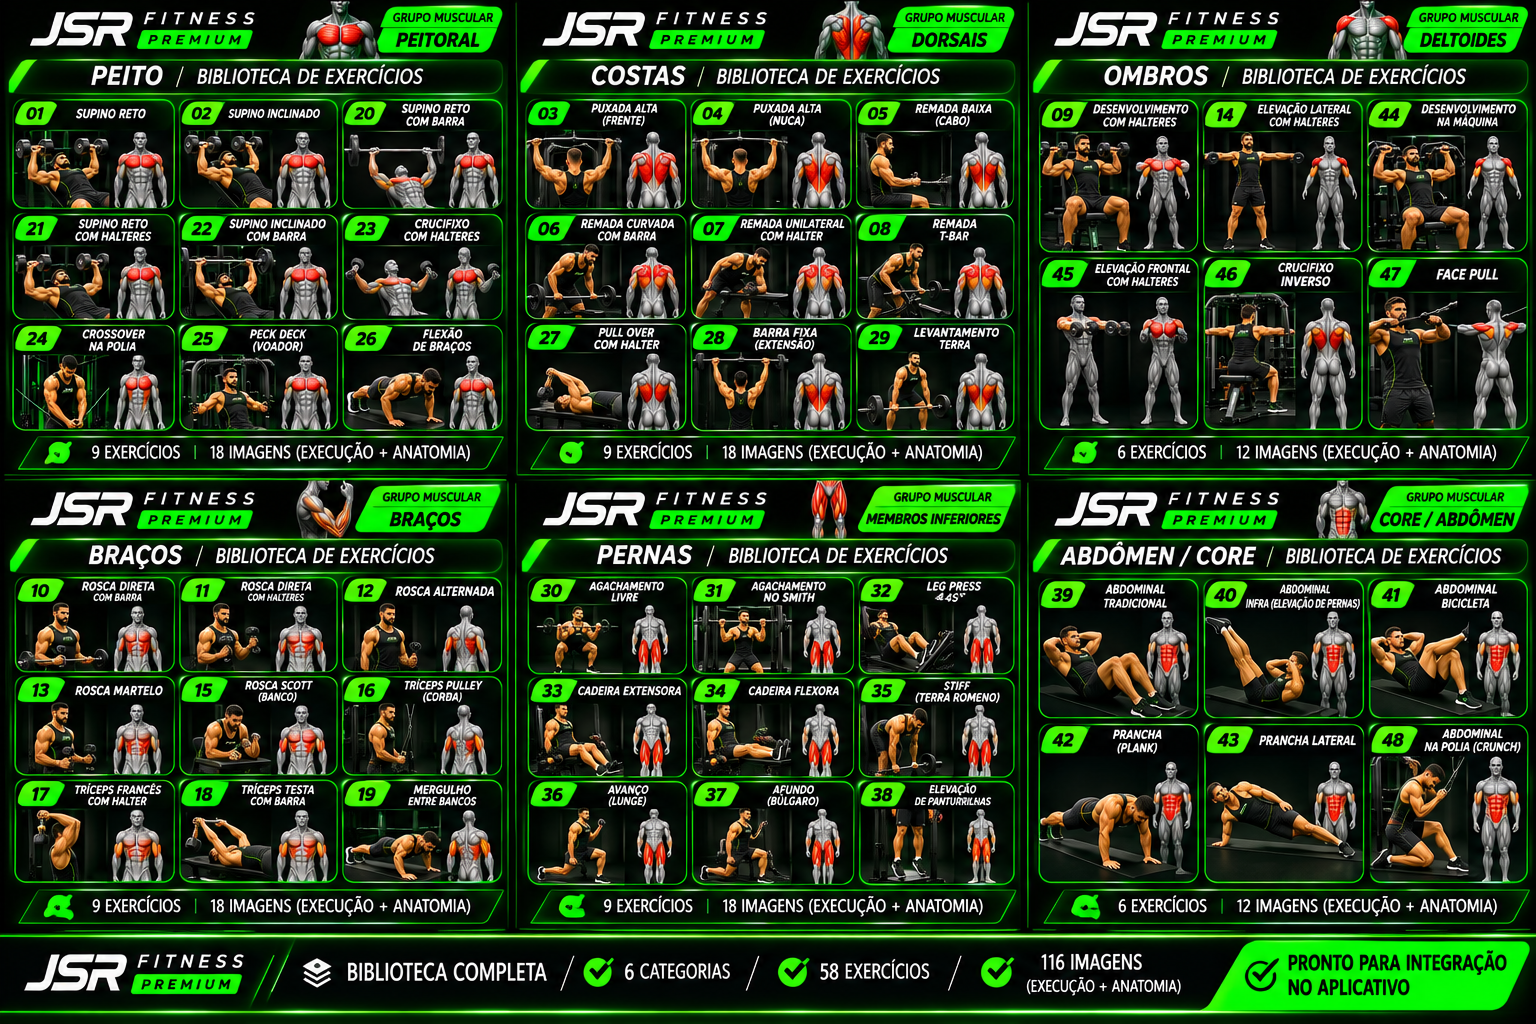 JSR FITNESS PREMIUM
GRUPO MUSCULAR
PEITORAL
PEITO / BIBLIOTECA DE EXERCÍCIOS
01 SUPINO RETO
02 SUPINO INCLINADO
20 SUPINO RETO
COM BARRA
21 SUPINO RETO
COM HALTERES
22 SUPINO INCLINADO
COM BARRA
23 CRUCIFIXO
COM HALTERES
24 CROSSOVER
NA POLIA
25 PECK DECK
(VOADOR)
26 FLEXÃO
DE BRAÇOS
9 EXERCÍCIOS | 18 IMAGENS (EXECUÇÃO + ANATOMIA)
JSR FITNESS PREMIUM
GRUPO MUSCULAR
DORSAIS
COSTAS / BIBLIOTECA DE EXERCÍCIOS
03 PUXADA ALTA
(FRENTE)
04 PUXADA ALTA
(NUCA)
05 REMADA BAIXA
(CABO)
06 REMADA CURVADA
COM BARRA
07 REMADA UNILATERAL
COM HALTER
08 REMADA
T-BAR
27 PULL OVER
COM HALTER
28 BARRA FIXA
(EXTENSÃO)
29 LEVANTAMENTO
TERRA
9 EXERCÍCIOS | 18 IMAGENS (EXECUÇÃO + ANATOMIA)
JSR FITNESS PREMIUM
GRUPO MUSCULAR
DELTOIDES
OMBROS / BIBLIOTECA DE EXERCÍCIOS
09 DESENVOLVIMENTO
COM HALTERES
14 ELEVAÇÃO LATERAL
COM HALTERES
44 DESENVOLVIMENTO
NA MÁQUINA
45 ELEVAÇÃO FRONTAL
COM HALTERES
46 CRUCIFIXO
INVERSO
47 FACE PULL
6 EXERCÍCIOS | 12 IMAGENS (EXECUÇÃO + ANATOMIA)
JSR FITNESS PREMIUM
GRUPO MUSCULAR
BRAÇOS
BRAÇOS / BIBLIOTECA DE EXERCÍCIOS
10 ROSCA DIRETA
COM BARRA
11 ROSCA DIRETA
COM HALTERES
12 ROSCA ALTERNADA
13 ROSCA MARTELO
15 ROSCA SCOTT
(BANCO)
16 TRÍCEPS PULLEY
(CORBA)
17 TRÍCEPS FRANCÊS
COM HALTER
18 TRÍCEPS TESTA
COM BARRA
19 MERGULHO
ENTRE BANCOS
9 EXERCÍCIOS | 18 IMAGENS (EXECUÇÃO + ANATOMIA)
JSR FITNESS PREMIUM
GRUPO MUSCULAR
MEMBROS INFERIORES
PERNAS / BIBLIOTECA DE EXERCÍCIOS
30 AGACHAMENTO
LIVRE
31 AGACHAMENTO
NO SMITH
32 LEG PRESS
33 CADEIRA EXTENSORA
34 CADEIRA FLEXORA
35 STIFF
(TERRA ROMENO)
36 AVANÇO
(LUNGE)
37 AFUNDO
(BÚLGARO)
38 ELEVAÇÃO
DE PANTURRILHAS
9 EXERCÍCIOS | 18 IMAGENS (EXECUÇÃO + ANATOMIA)
JSR FITNESS PREMIUM
GRUPO MUSCULAR
CORE / ABDÔMEN
ABDÔMEN / CORE / BIBLIOTECA DE EXERCÍCIOS
39 ABDOMINAL
TRADICIONAL
40 ABDOMINAL
INFRA (ELEVAÇÃO DE PERNAS)
41 ABDOMINAL
BICICLETA
42 PRANCHA
(PLANK)
43 PRANCHA LATERAL
48 ABDOMINAL
NA POLIA (CRUNCH)
6 EXERCÍCIOS | 12 IMAGENS (EXECUÇÃO + ANATOMIA)
JSR FITNESS PREMIUM
BIBLIOTECA COMPLETA / 6 CATEGORIAS / 58 EXERCÍCIOS / 116 IMAGENS
(EXECUÇÃO + ANATOMIA)
PRONTO PARA INTEGRAÇÃO
NO APLICATIVO